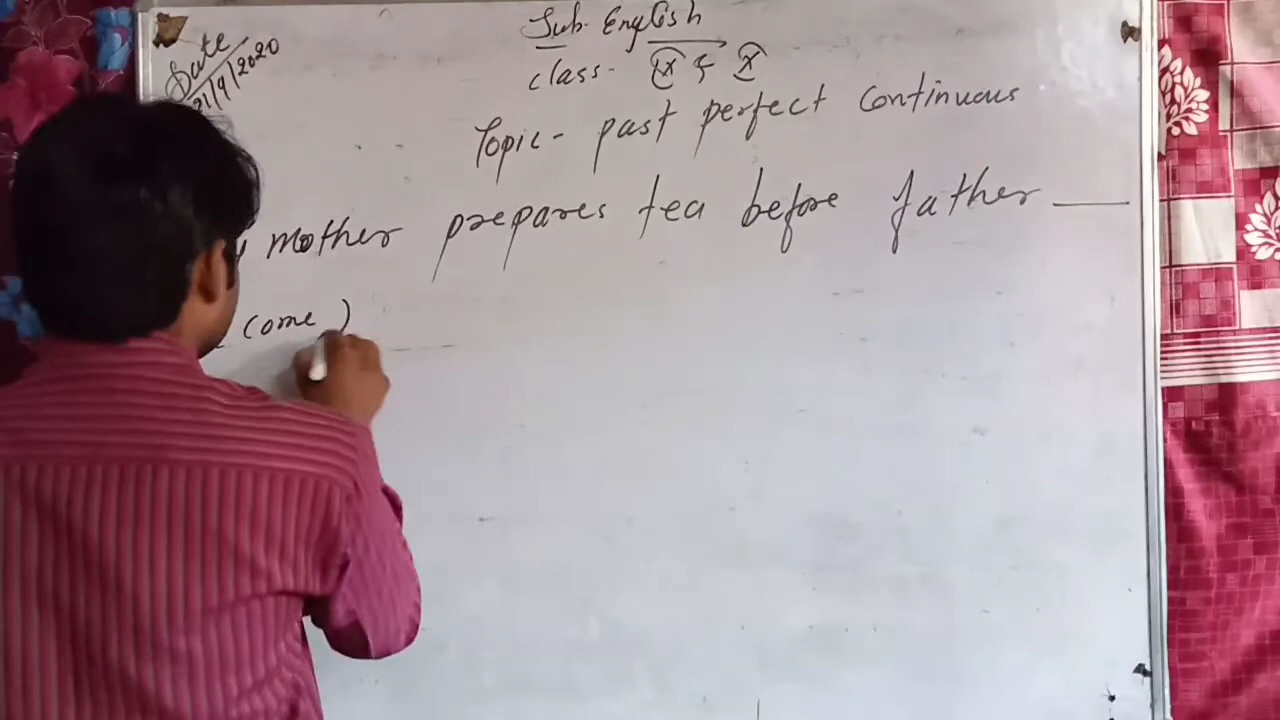 Sub- English
Date
21/9/2020
class- IX & X
Topic- past perfect continuous
mother prepares tea before father ___
come )